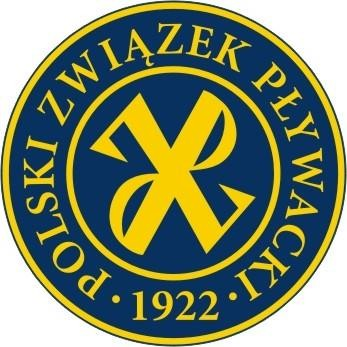 POLSKI ZWIĄZEK PŁYWACKI
· 1922 ·